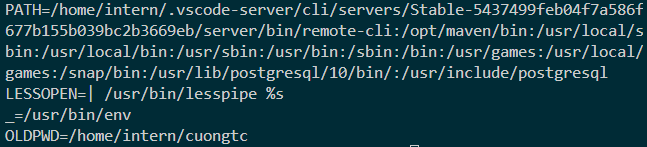 PATH=/home/intern/.vscode-server/cli/servers/Stable-5437499feb04f7a586f
677b155b039bc2b3669eb/server/bin/remote-cli:/opt/maven/bin:/usr/local/s
bin:/usr/local/bin:/usr/sbin:/usr/bin:/sbin:/bin:/usr/games:/usr/local/
games:/snap/bin:/usr/lib/postgresql/10/bin/:/usr/include/postgresql
LESSOPEN=| /usr/bin/lesspipe %s
_=/usr/bin/env
OLDPWD=/home/intern/cuongtc